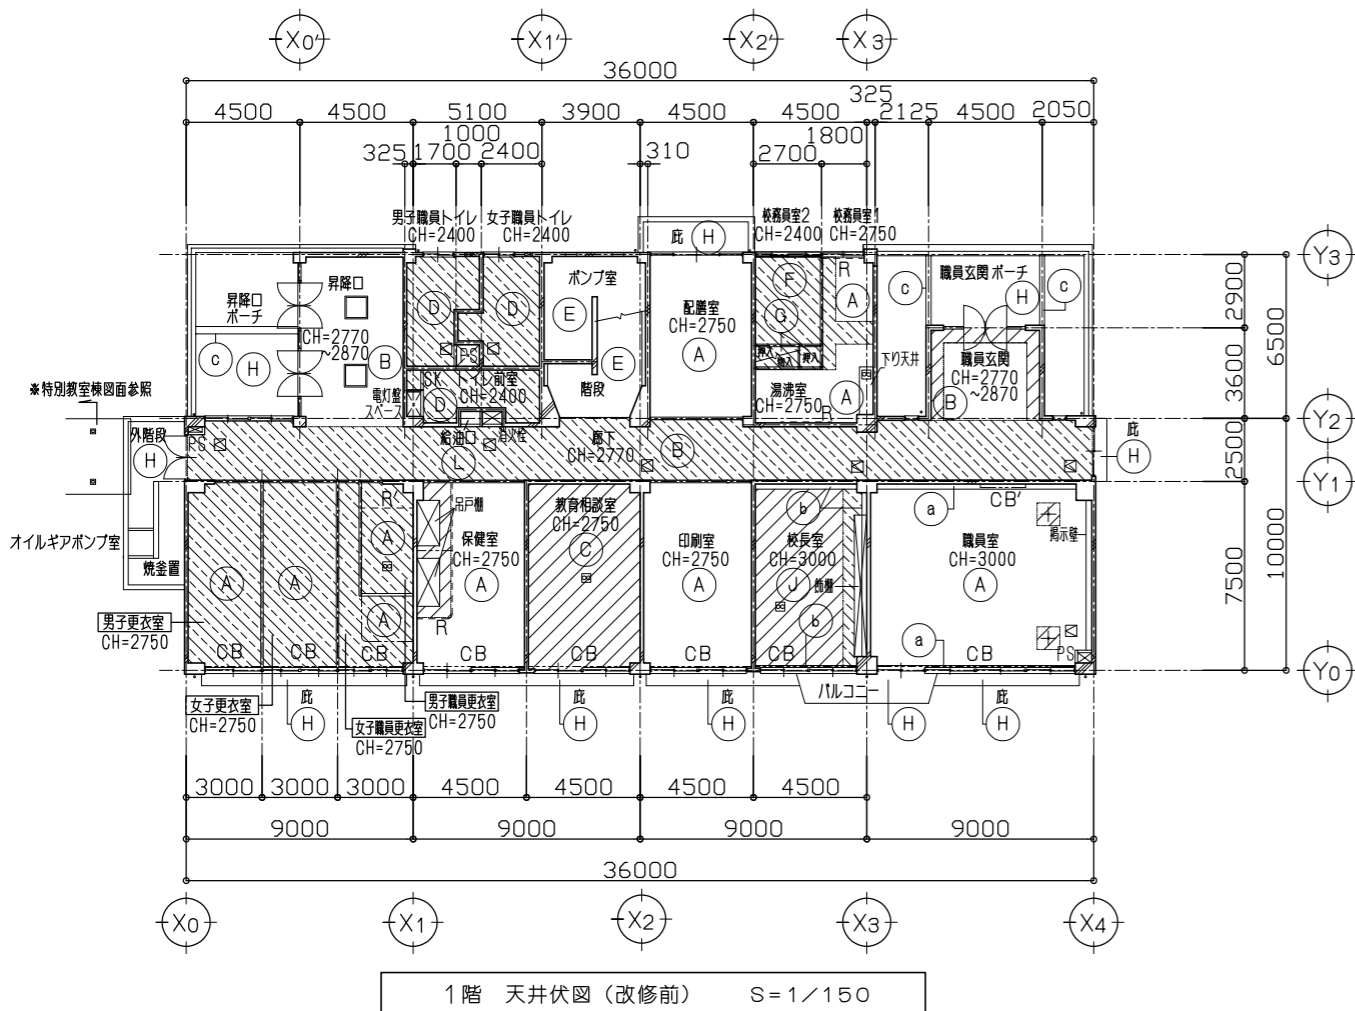 X0' X1' X2' X3
36000
325
4500 4500 5100 3900 4500 4500 2125 4500 2050
1000 1800
325 1700 2400 310 2700
男子職員トイレ 女子職員トイレ 校務員室2 校務員室1
CH=2400 CH=2400 CH=2400 CH=2750
庇 H
Y3
昇降口 ポンプ室 R 職員玄関 ポーチ
昇降口
ポーチ
CH=2770
~2870
D D E 配膳室
CH=2750
F G A c H c
2900
6500
c H B PS E A 押入 押入 押入 下り天井 職員玄関
CH=2770
~2870
3600
※特別教室棟図面参照
SK トイレ前室
CH=2400
階段 湯沸室
CH=2750
A B
電灯盤
スペース
D
R
Y2
外階段 PS 給油口 消火栓 廊下
CH=2770
B 庇
H L H
2500
Y1
R' 吊戸棚 教育相談室
CH=2750
b a CB'
オイルギアポンプ室
A 保健室
CH=2750
C 印刷室
CH=2750
校長室
CH=3000
職員室
CH=3000
掲示壁
焼釜置
A A A A J 飾棚 A
7500
10000
男子更衣室
CH=2750
A R b a
CB CB CB CB CB CB CB CB PS
Y0
女子更衣室
CH=2750
庇
H
男子職員更衣室
CH=2750
庇
H
庇
H
バルコニー
H
庇
H
女子職員更衣室
CH=2750
3000 3000 3000 4500 4500 4500 4500
9000 9000 9000 9000
36000
X0 X1 X2 X3 X4
1階 天井伏図(改修前) S=1/150